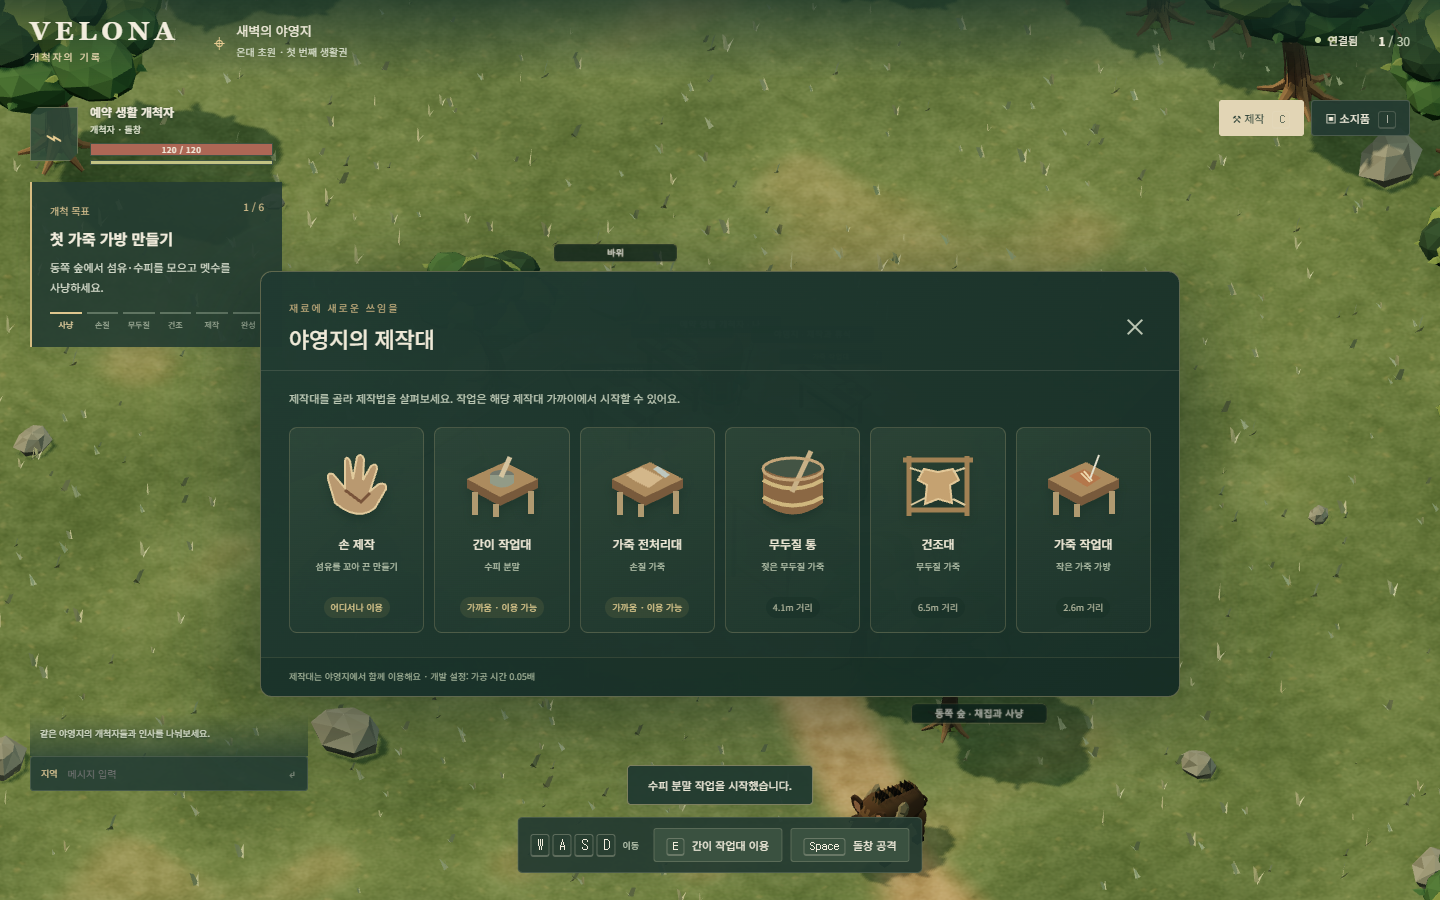 VELONA
개척자의 기록
새벽의 야영지
온대 초원 · 첫 번째 생활권
연결됨
1 / 30
예약 생활 개척자
개척자 · 돌창
120 / 120
제작 C
소지품 I
개척 목표
1 / 6
첫 가죽 가방 만들기
동쪽 숲에서 섬유·수피를 모으고 멧수를
사냥하세요.
사냥 손질 무두질 건조 제작 완성
바위
재료에 새로운 쓰임을
야영지의 제작대
제작대를 골라 제작법을 살펴보세요. 작업은 해당 제작대 가까이에서 시작할 수 있어요.
손 제작
섬유를 꼬아 끈 만들기
어디서나 이용
간이 작업대
수피 분말
가까움 · 이용 가능
가죽 전처리대
손질 가죽
가까움 · 이용 가능
무두질 통
젖은 무두질 가죽
4.1m 거리
건조대
무두질 가죽
6.5m 거리
가죽 작업대
작은 가죽 가방
2.6m 거리
제작대는 야영지에서 함께 이용해요 · 개발 설정: 가공 시간 0.05배
동쪽 숲 · 채집과 사냥
같은 야영지의 개척자들과 인사를 나눠보세요.
지역 메시지 입력
수피 분말 작업을 시작했습니다.
W A S D 이동
E 간이 작업대 이용
Space 돌창 공격